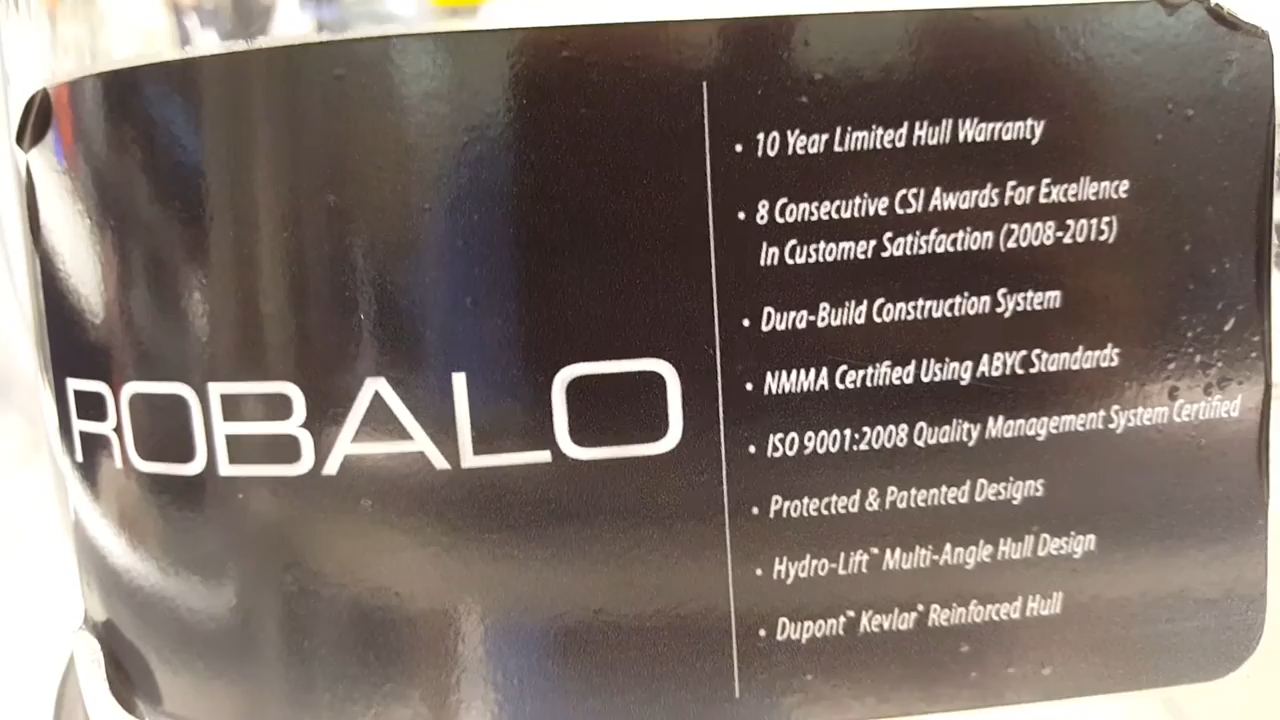 ROBALO
• 10 Year Limited Hull Warranty
• 8 Consecutive CSI Awards For Excellence
In Customer Satisfaction (2008-2015)
• Dura-Build Construction System
• NMMA Certified Using ABYC Standards
• ISO 9001:2008 Quality Management System Certified
• Protected & Patented Designs
• Hydro-Lift™ Multi-Angle Hull Design
• Dupont™ Kevlar® Reinforced Hull